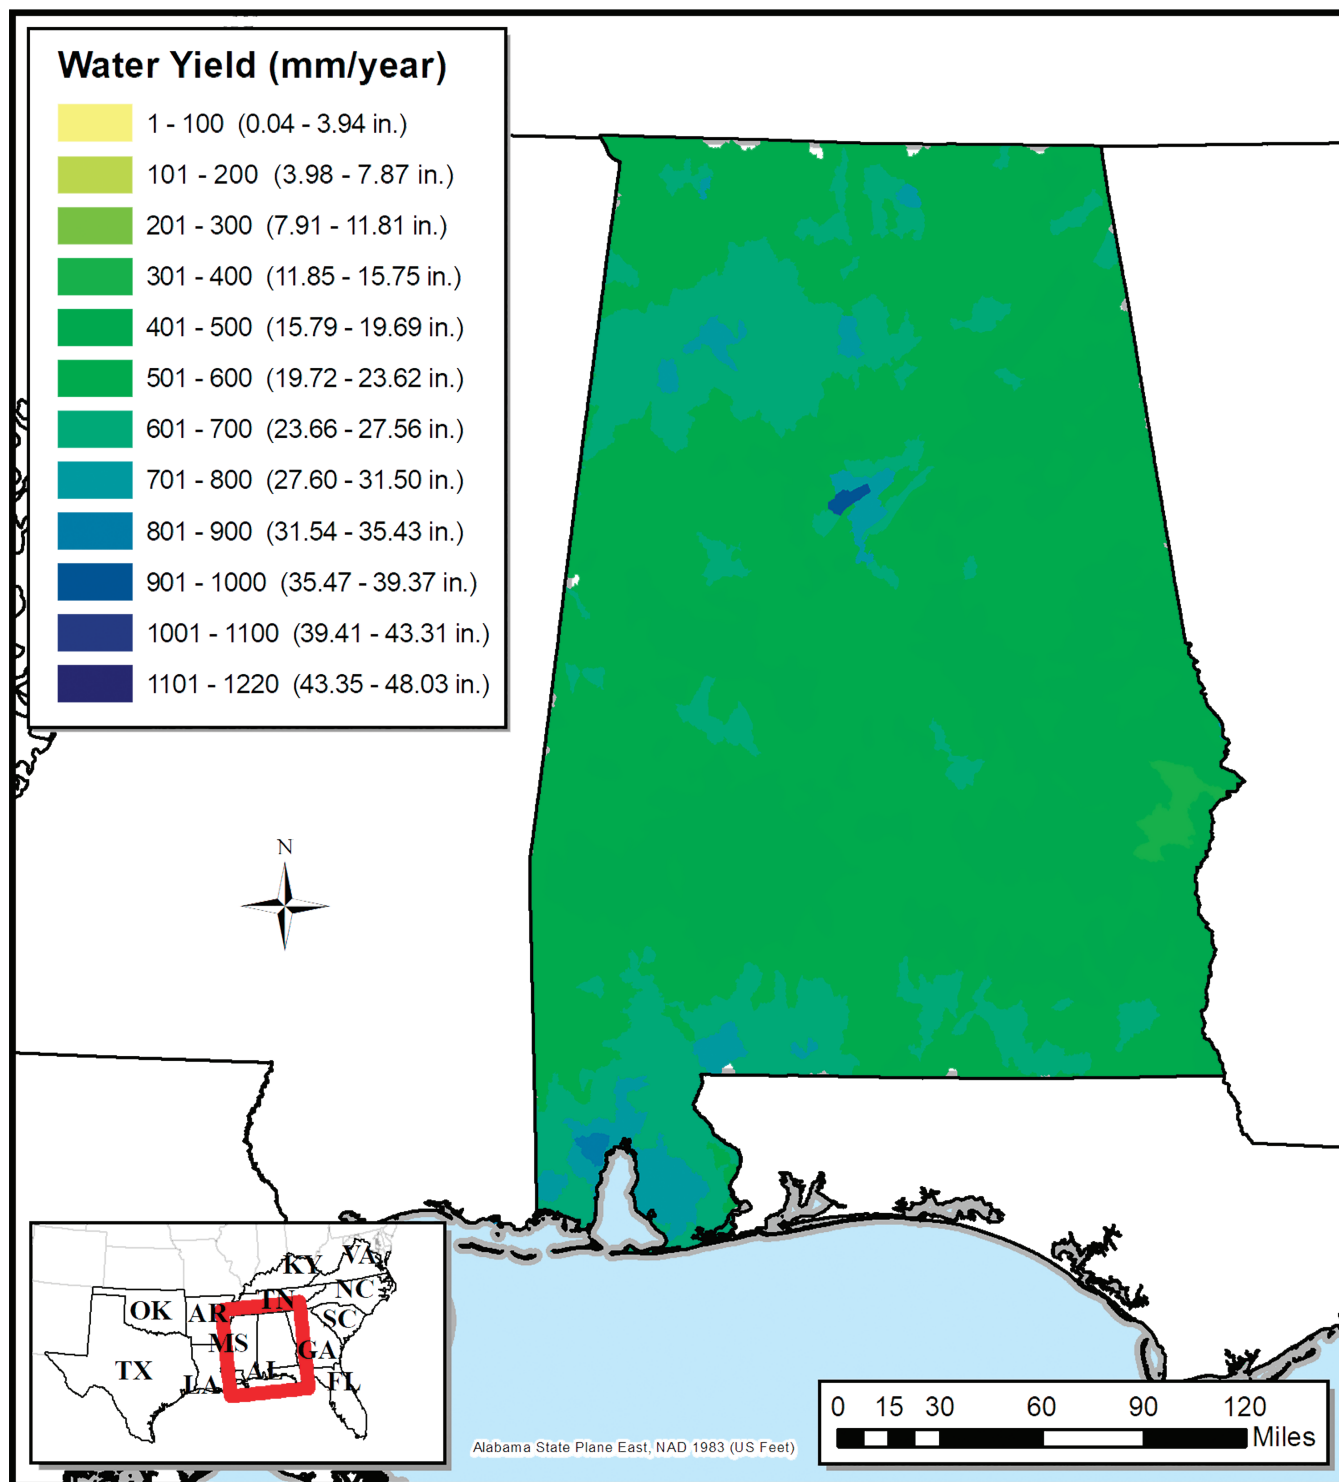 Water Yield (mm/year)
1 - 100 (0.04 - 3.94 in.)
101 - 200 (3.98 - 7.87 in.)
201 - 300 (7.91 - 11.81 in.)
301 - 400 (11.85 - 15.75 in.)
401 - 500 (15.79 - 19.69 in.)
501 - 600 (19.72 - 23.62 in.)
601 - 700 (23.66 - 27.56 in.)
701 - 800 (27.60 - 31.50 in.)
801 - 900 (31.54 - 35.43 in.)
901 - 1000 (35.47 - 39.37 in.)
1001 - 1100 (39.41 - 43.31 in.)
1101 - 1220 (43.35 - 48.03 in.)
N
KY VA
OK AR TN NC
MS SC
TX GA
LA AL FL
Alabama State Plane East, NAD 1983 (US Feet)
0 15 30 60 90 120
Miles